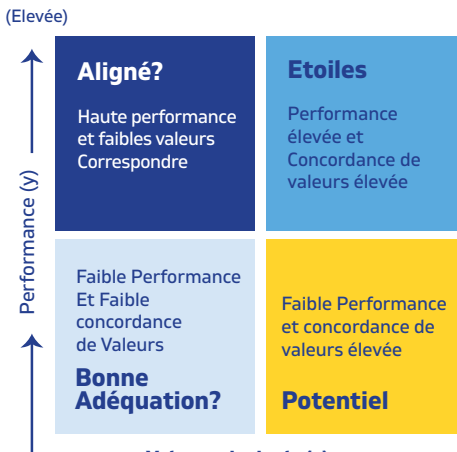 (Elevée)
Performance (y)
Aligné?
Haute performance
et faibles valeurs
Correspondre
Etoiles
Performance
élevée et
Concordance de
valeurs élevée
Faible Performance
Et Faible
concordance
de Valeurs
Bonne
Adéquation?
Faible Performance
et concordance de
valeurs élevée
Potentiel